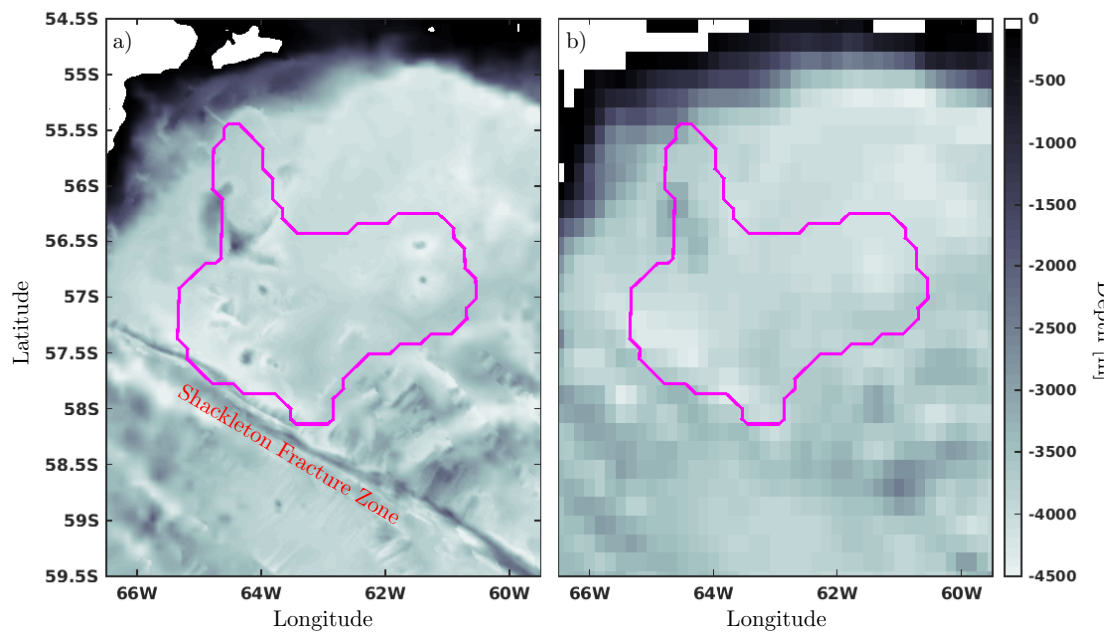 a)
54.5S
55S
55.5S
56S
56.5S
57S
57.5S
58S
58.5S
59S
59.5S
Latitude
Shackleton Fracture Zone
66W 64W 62W 60W
Longitude
b)
66W 64W 62W 60W
Longitude
0
-500
-1000
-1500
-2000
-2500
-3000
-3500
-4000
-4500